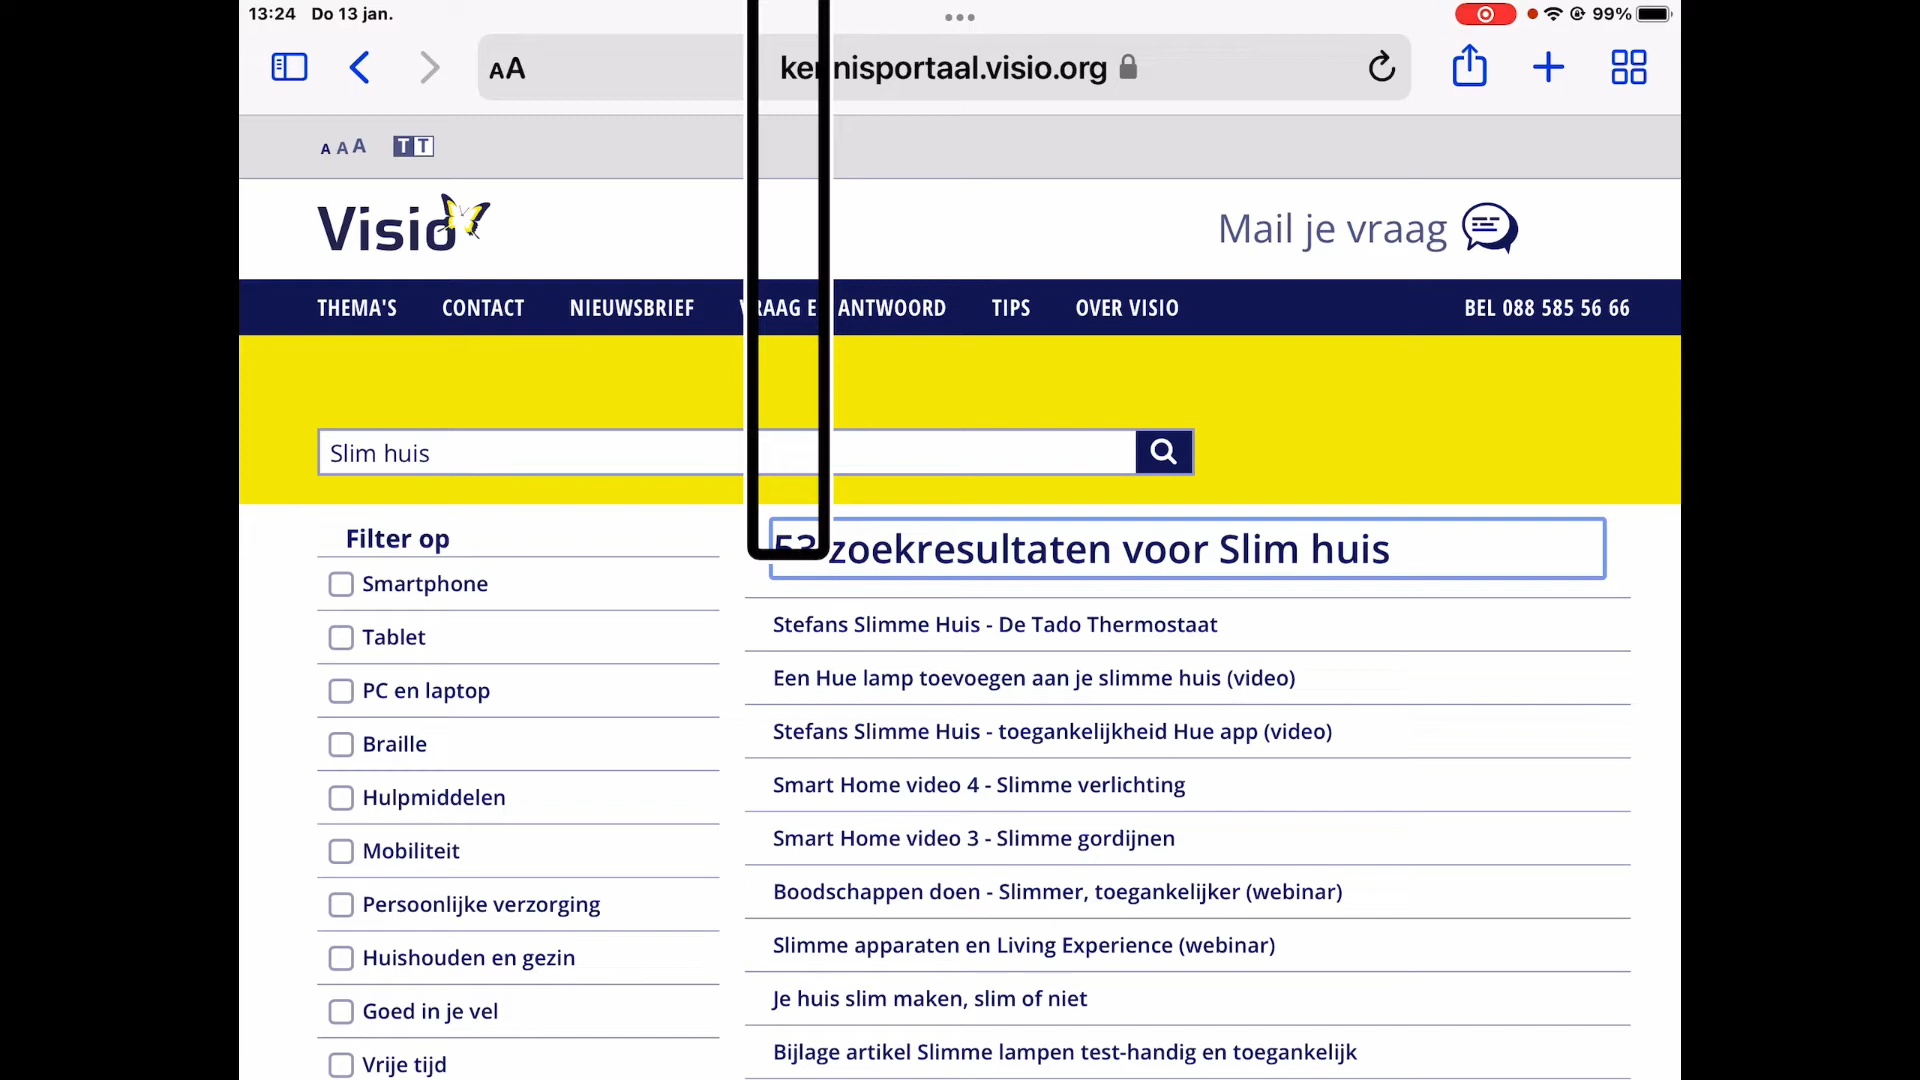 13:24 Do 13 jan.
99%
AA kennisportaal.visio.org
A A A TT
Visio
Mail je vraag
THEMA'S CONTACT NIEUWSBRIEF VRAAG E ANTWOORD TIPS OVER VISIO BEL 088 585 56 66
Slim huis
Filter op
Smartphone
Tablet
PC en laptop
Braille
Hulpmiddelen
Mobiliteit
Persoonlijke verzorging
Huishouden en gezin
Goed in je vel
Vrije tijd
53 zoekresultaten voor Slim huis
Stefans Slimme Huis - De Tado Thermostaat
Een Hue lamp toevoegen aan je slimme huis (video)
Stefans Slimme Huis - toegankelijkheid Hue app (video)
Smart Home video 4 - Slimme verlichting
Smart Home video 3 - Slimme gordijnen
Boodschappen doen - Slimmer, toegankelijker (webinar)
Slimme apparaten en Living Experience (webinar)
Je huis slim maken, slim of niet
Bijlage artikel Slimme lampen test-handig en toegankelijk